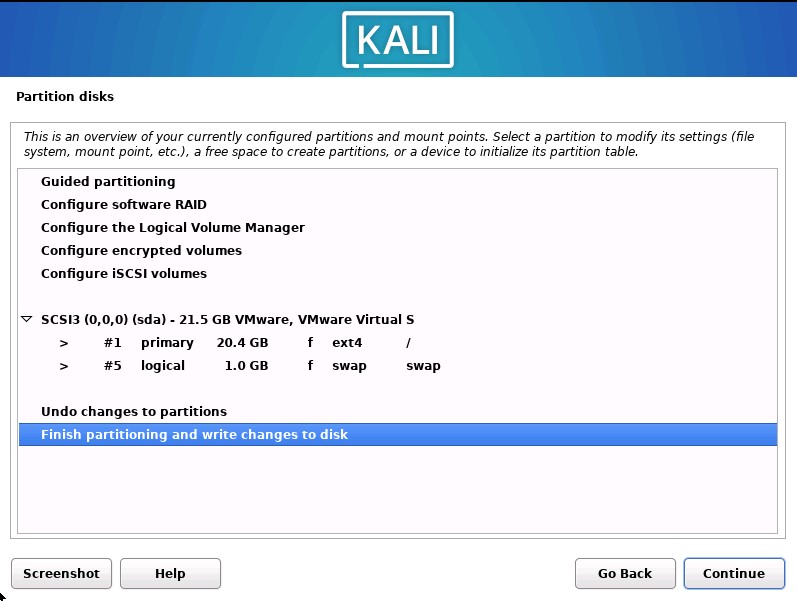 KALI
Partition disks
This is an overview of your currently configured partitions and mount points. Select a partition to modify its settings (file
system, mount point, etc.), a free space to create partitions, or a device to initialize its partition table.
Guided partitioning
Configure software RAID
Configure the Logical Volume Manager
Configure encrypted volumes
Configure iSCSI volumes
SCSI3 (0,0,0) (sda) - 21.5 GB VMware, VMware Virtual S
> #1 primary 20.4 GB f ext4 /
> #5 logical 1.0 GB f swap swap
Undo changes to partitions
Finish partitioning and write changes to disk
Screenshot Help Go Back Continue